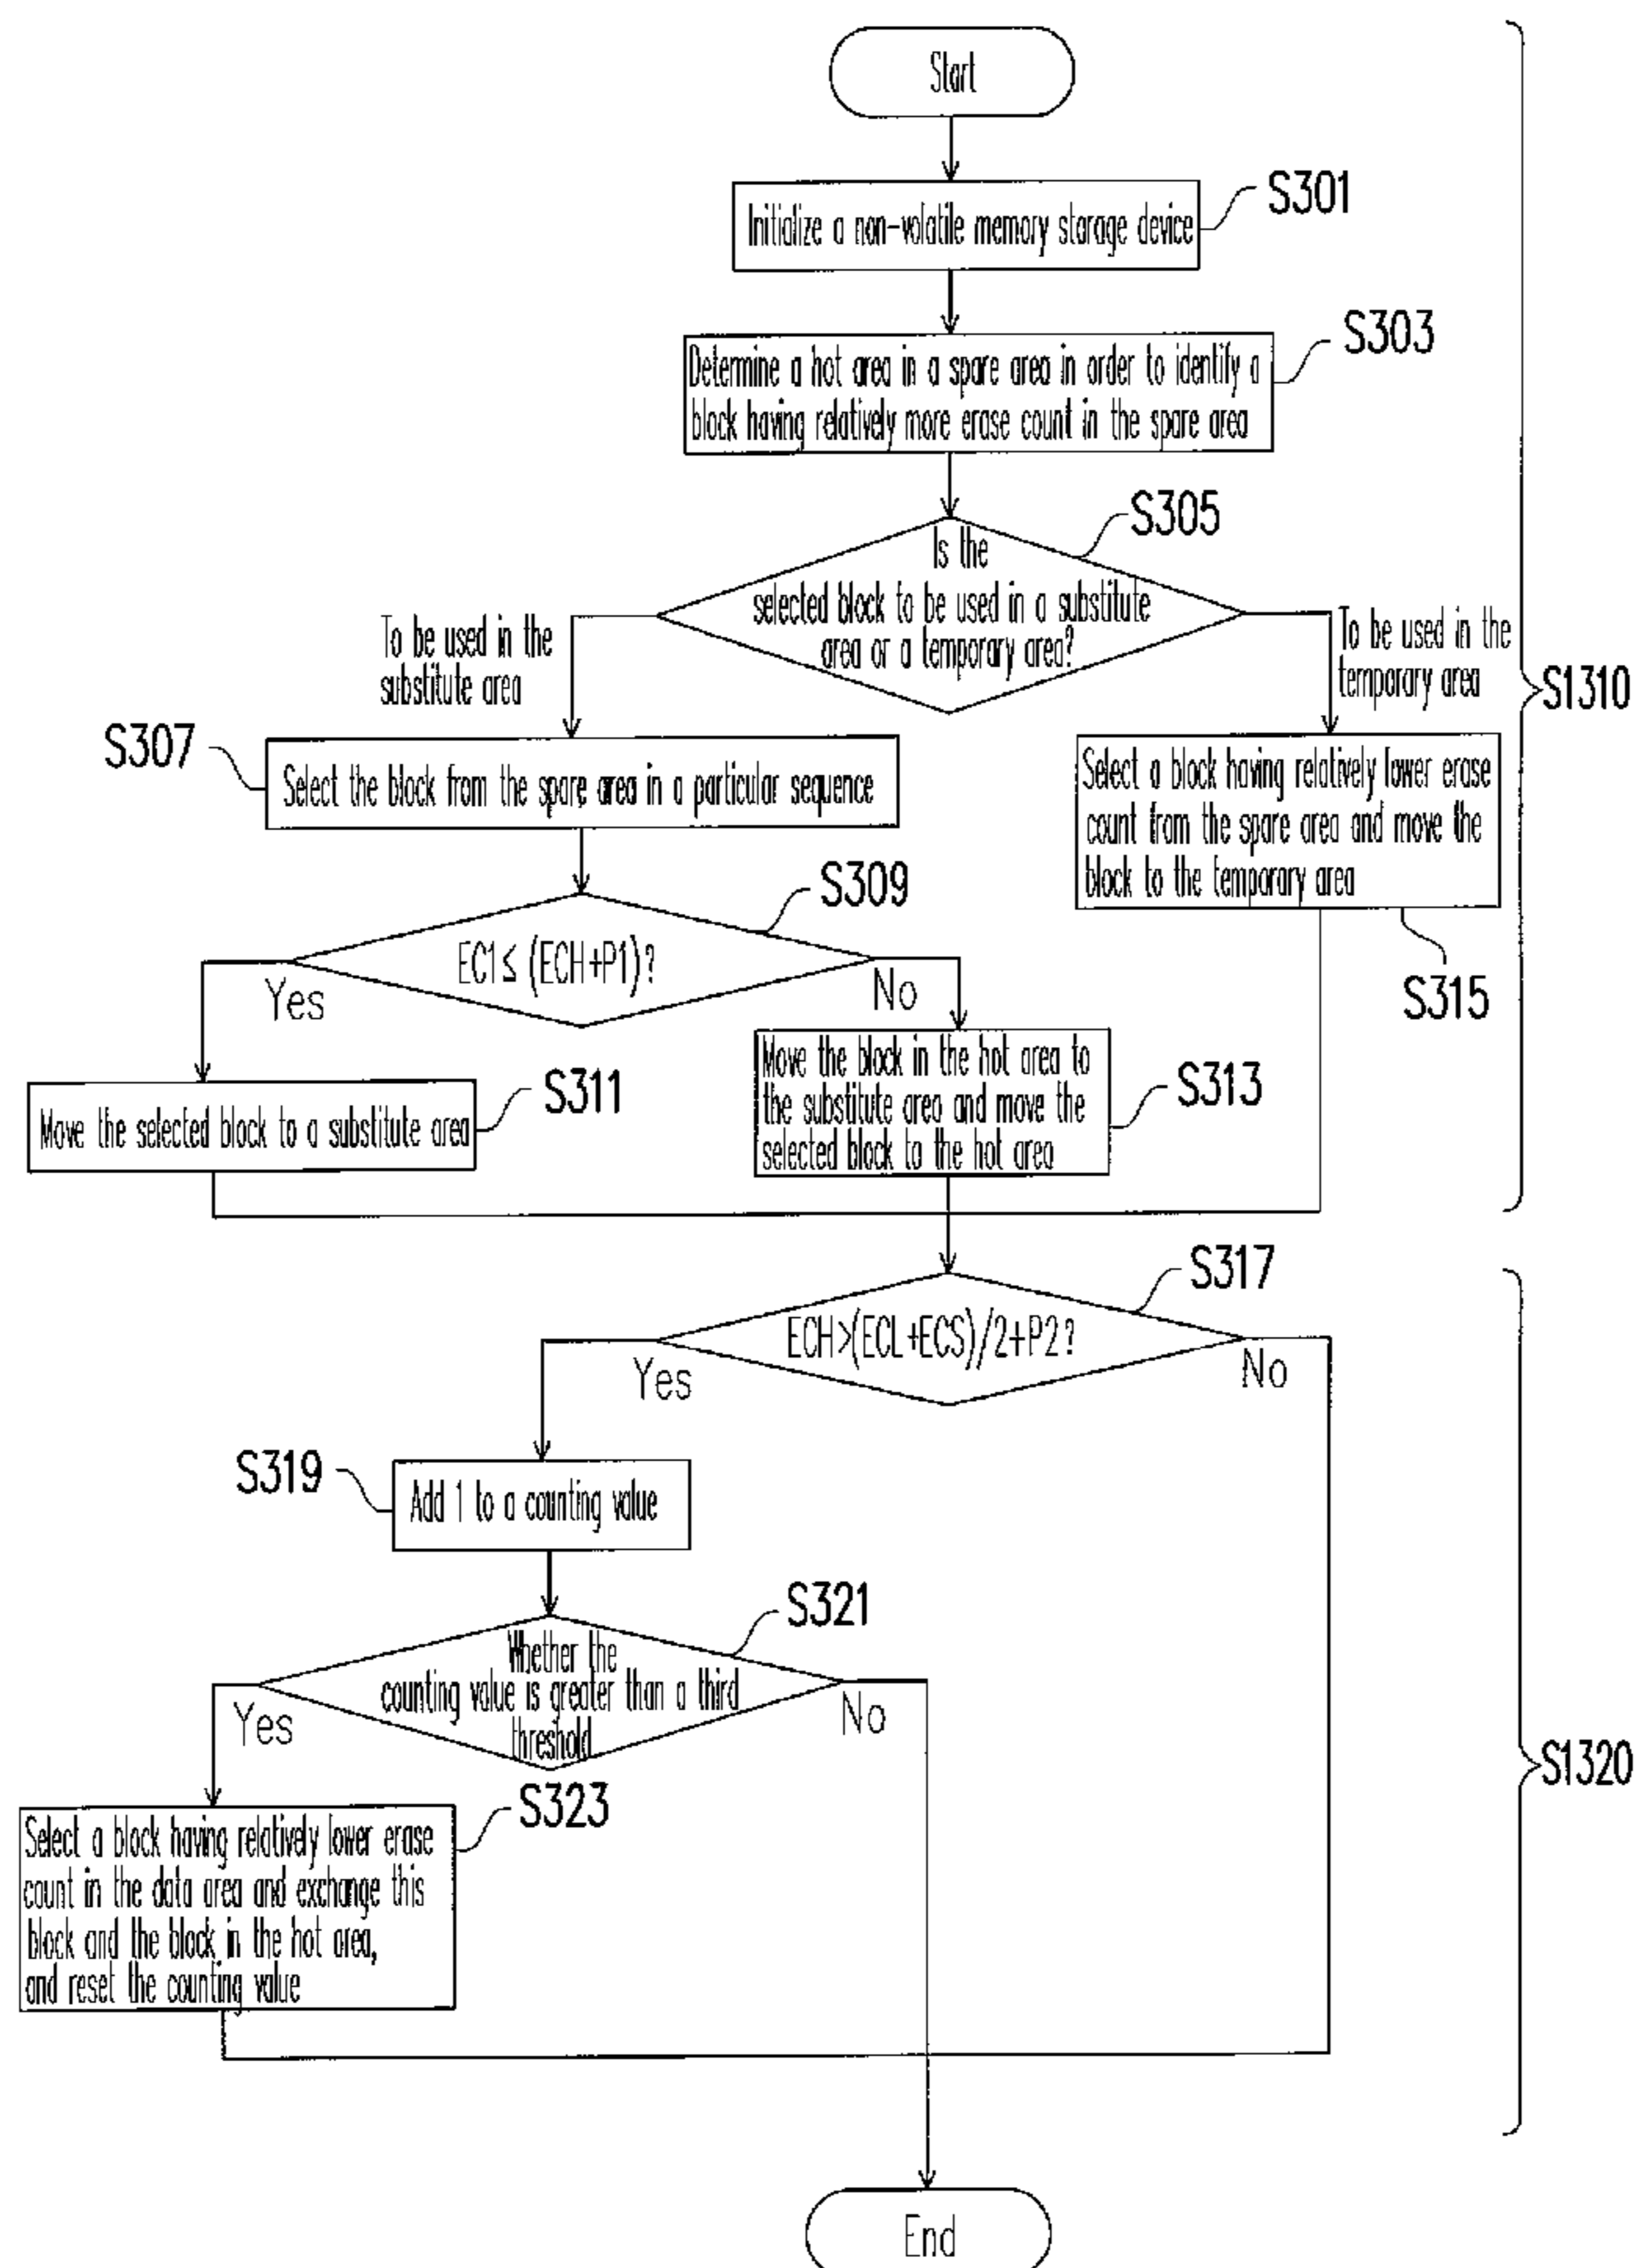 Start
Initialize a non-volatile memory storage device
S301
Determine a hot area in a spare area in order to identify a
block having relatively more erase count in the spare area
S303
Is the
selected block to be used in a substitute
area or a temporary area?
S305
To be used in the
substitute area
To be used in the
temporary area
S1310
S307
Select the block from the spare area in a particular sequence
Select a block having relatively lower erase
count from the spare area and move the
block to the temporary area
S315
EC1≤ (ECH+P1)?
S309
Yes
No
Move the selected block to a substitute area
S311
Move the block in the hot area to
the substitute area and move the
selected block to the hot area
S313
ECH>(ECL+ECS)/2+P2?
S317
Yes
No
S319
Add 1 to a counting value
Whether the
counting value is greater than a third
threshold
S321
Yes
No
S1320
Select a block having relatively lower erase
count in the data area and exchange this
block and the block in the hot area,
and reset the counting value
S323
End